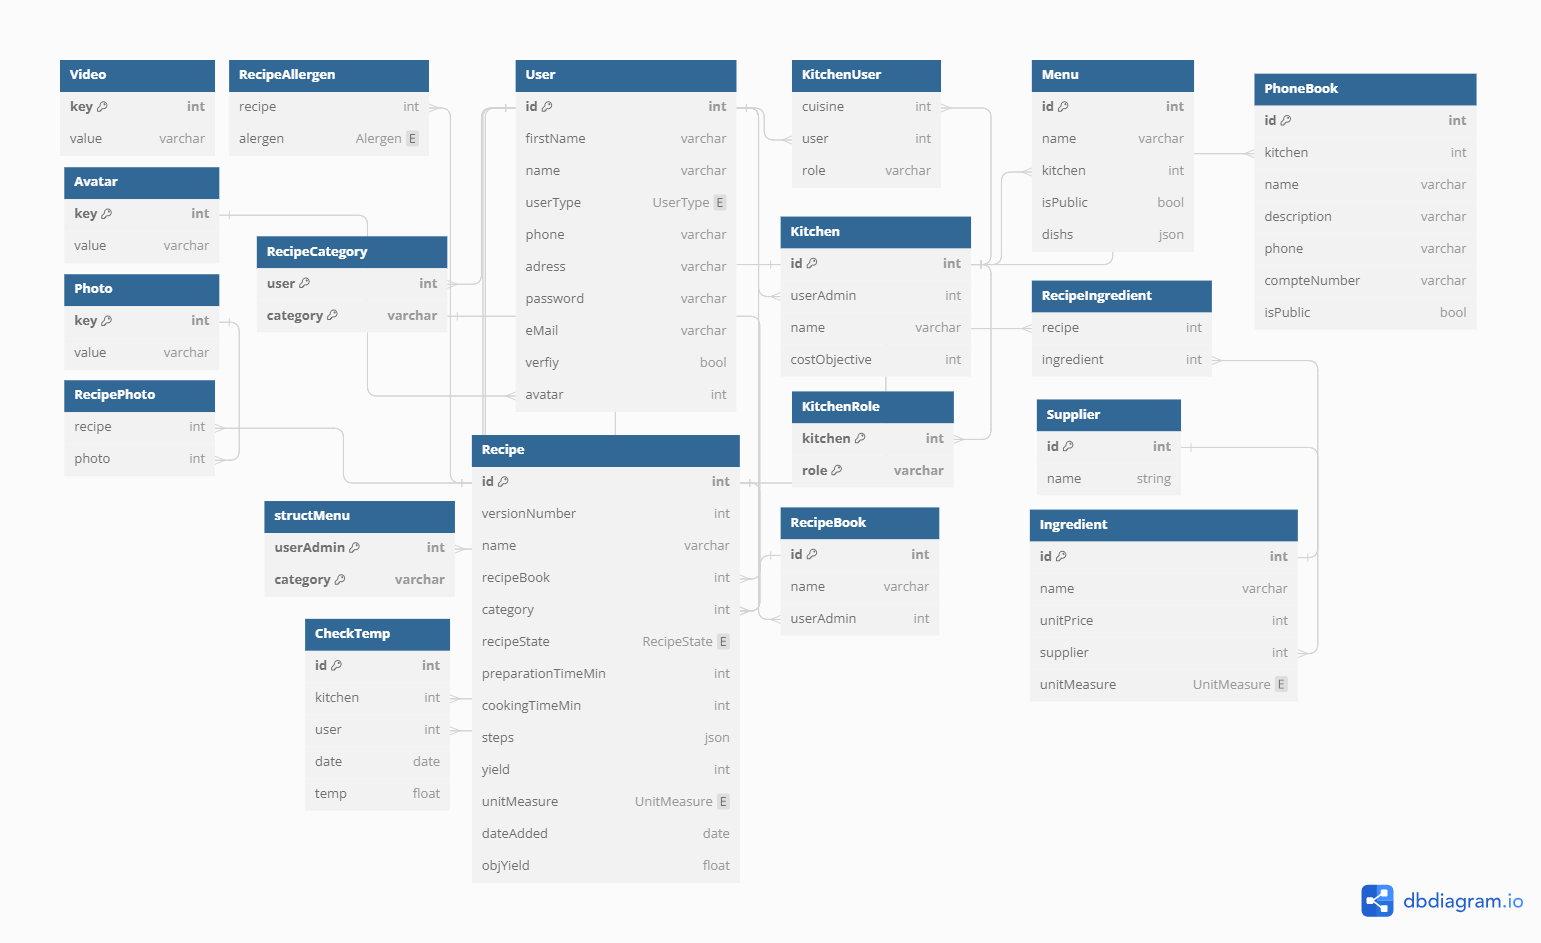 Video
key int
value varchar
RecipeAllergen
recipe int
alergen Alergen E
User
id int
firstName varchar
name varchar
userType UserType E
phone varchar
adress varchar
password varchar
eMail varchar
verfiy bool
avatar int
KitchenUser
cuisine int
user int
role varchar
Menu
id int
name varchar
kitchen int
isPublic bool
dishs json
PhoneBook
id int
kitchen int
name varchar
description varchar
phone varchar
compteNumber varchar
isPublic bool
Avatar
key int
value varchar
RecipeCategory
user int
category varchar
Kitchen
id int
userAdmin int
name varchar
costObjective int
Photo
key int
value varchar
RecipeIngredient
recipe int
ingredient int
RecipePhoto
recipe int
photo int
KitchenRole
kitchen int
role varchar
Supplier
id int
name string
Recipe
id int
versionNumber int
name varchar
recipeBook int
category int
recipeState RecipeState E
preparationTimeMin int
cookingTimeMin int
steps json
yield int
unitMeasure UnitMeasure E
dateAdded date
objYield float
structMenu
userAdmin int
category varchar
RecipeBook
id int
name varchar
userAdmin int
Ingredient
id int
name varchar
unitPrice int
supplier int
unitMeasure UnitMeasure E
CheckTemp
id int
kitchen int
user int
date date
temp float
dbdiagram.io